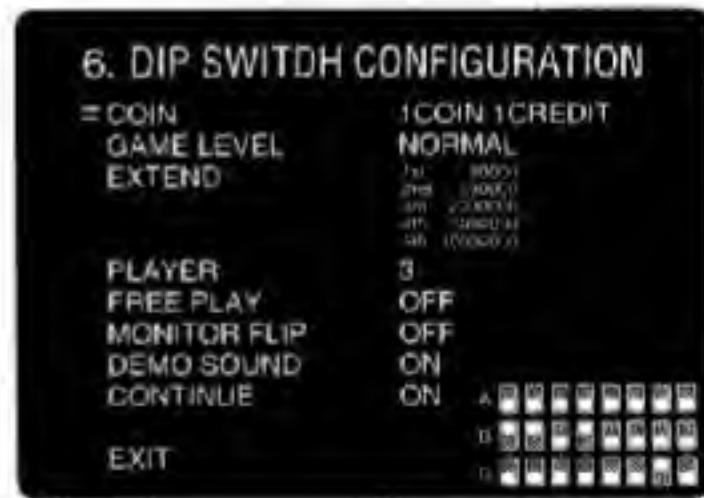 6. DIP SWITDH CONFIGURATION
=COIN 1COIN 1CREDIT
GAME LEVEL NORMAL
EXTEND
PLAYER 3
FREE PLAY OFF
MONITOR FLIP OFF
DEMO SOUND ON
CONTINUE ON
A
B
EXIT